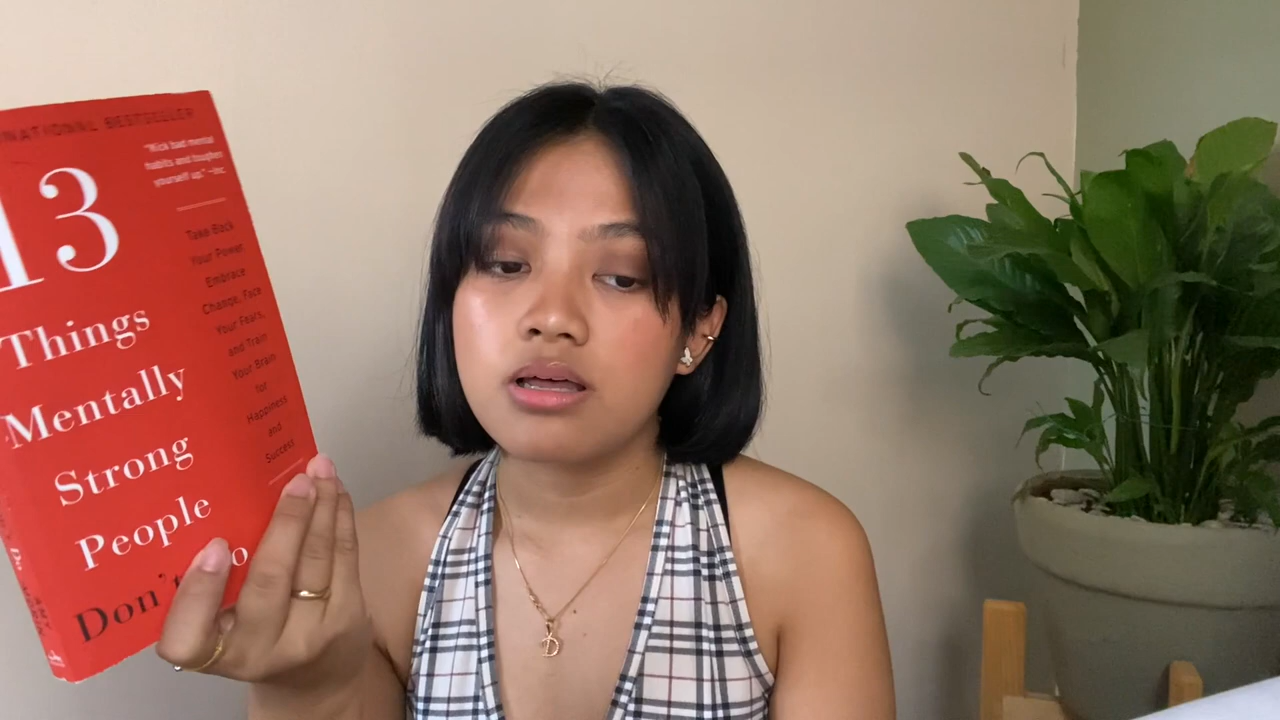 NATIONAL BESTSELLER
13
Things
Mentally
Strong
People
Don't
"Kick bad mental
habits and toughen
yourself up." —Inc.
Take Back
Your Power,
Embrace
Change, Face
Your Fears,
and Train
Your Brain
for
Happiness
and
Success
D